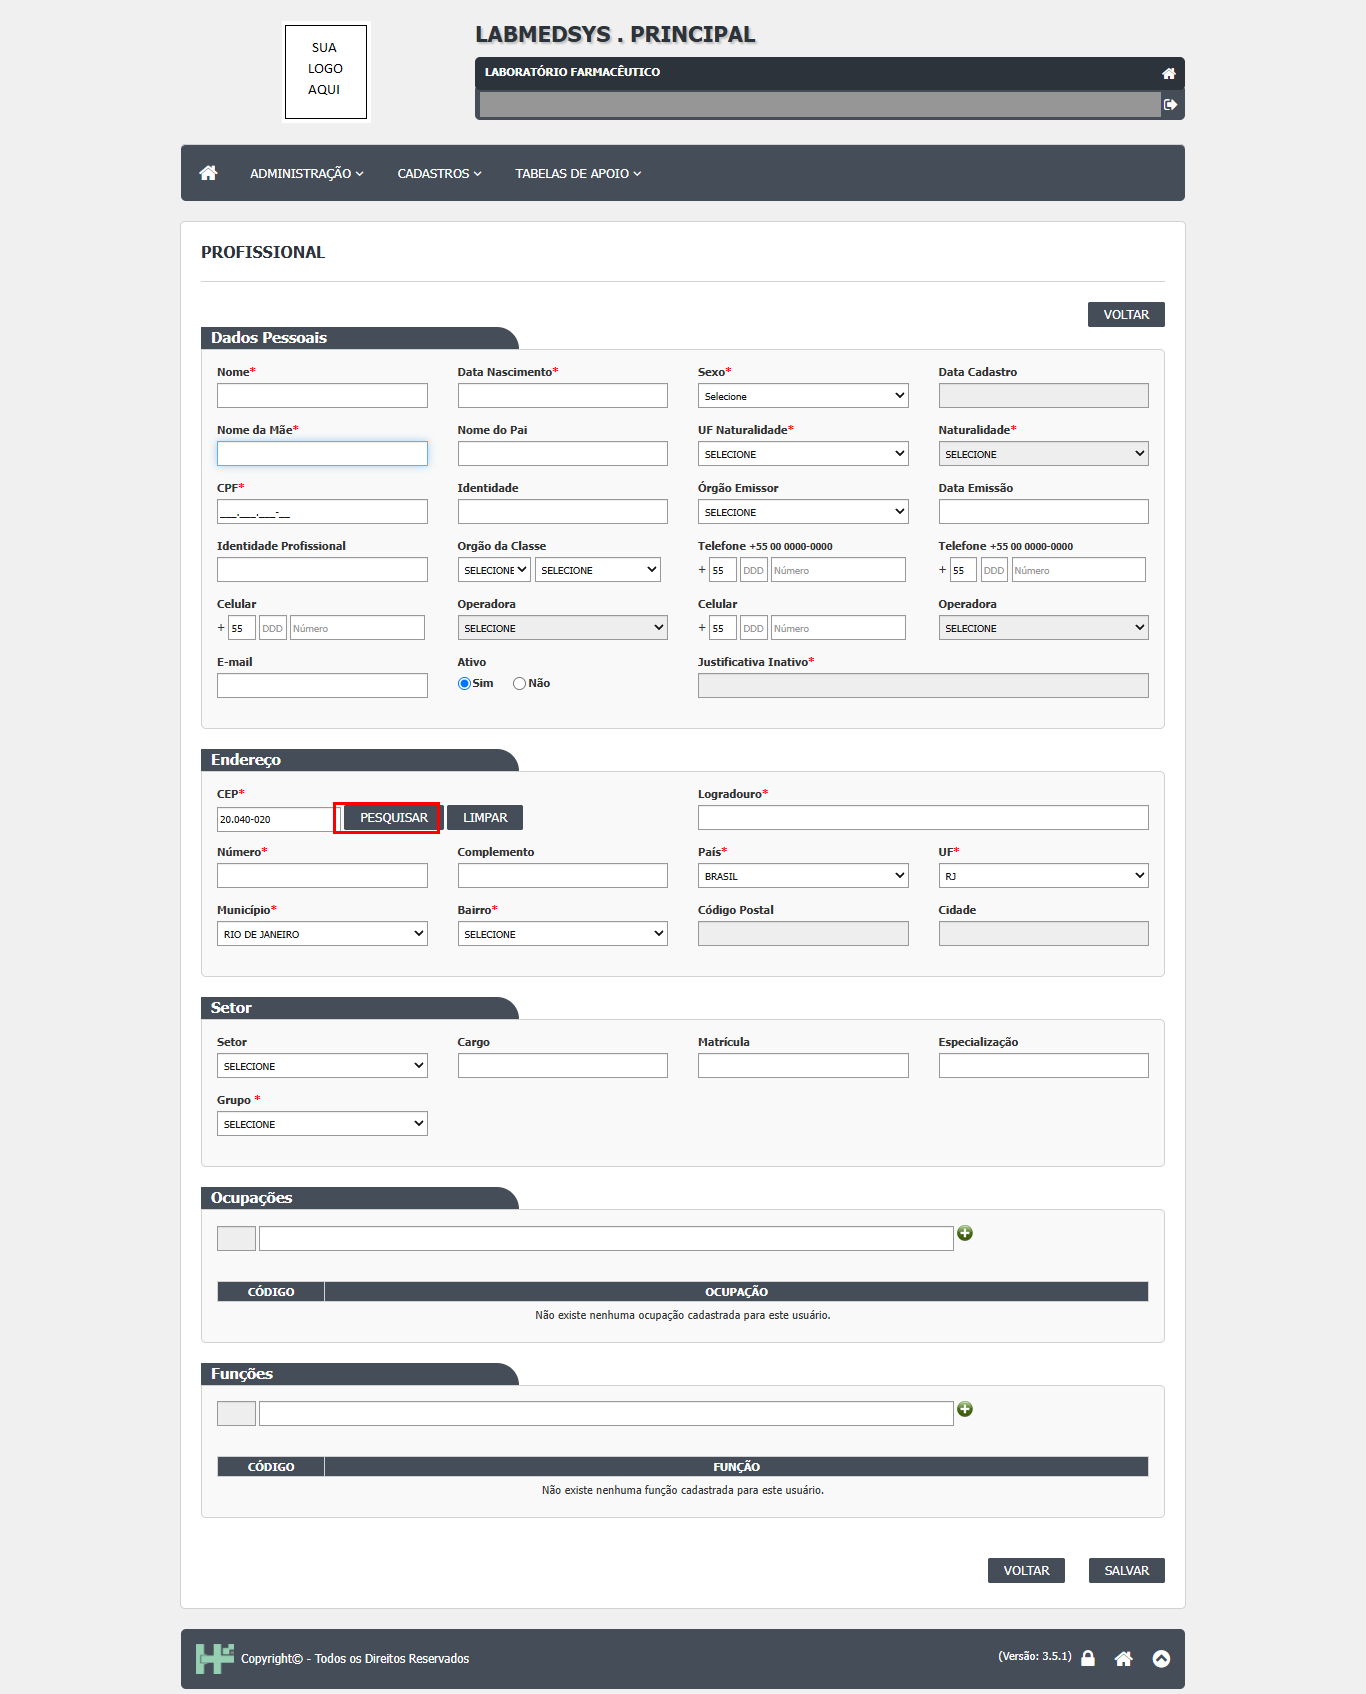 SUA
LOGO
AQUI
LABMEDSYS . PRINCIPAL
LABORATÓRIO FARMACÊUTICO
ADMINISTRAÇÃO CADASTROS TABELAS DE APOIO
PROFISSIONAL
VOLTAR
Dados Pessoais
Nome* Data Nascimento* Sexo* Data Cadastro
Selecione
Nome da Mãe* Nome do Pai UF Naturalidade* Naturalidade*
SELECIONE SELECIONE
CPF* Identidade Órgão Emissor Data Emissão
___.___.___-__ SELECIONE
Identidade Profissional Orgão da Classe Telefone +55 00 0000-0000 Telefone +55 00 0000-0000
SELECIONE SELECIONE + 55 DDD Número + 55 DDD Número
Celular Operadora Celular Operadora
+ 55 DDD Número SELECIONE + 55 DDD Número SELECIONE
E-mail Ativo Justificativa Inativo*
Sim Não
Endereço
CEP* Logradouro*
20.040-020 PESQUISAR LIMPAR
Número* Complemento País* UF*
BRASIL RJ
Município* Bairro* Código Postal Cidade
RIO DE JANEIRO SELECIONE
Setor
Setor Cargo Matrícula Especialização
SELECIONE
Grupo *
SELECIONE
Ocupações
CÓDIGO OCUPAÇÃO
Não existe nenhuma ocupação cadastrada para este usuário.
Funções
CÓDIGO FUNÇÃO
Não existe nenhuma função cadastrada para este usuário.
VOLTAR SALVAR
Copyright© - Todos os Direitos Reservados (Versão: 3.5.1)